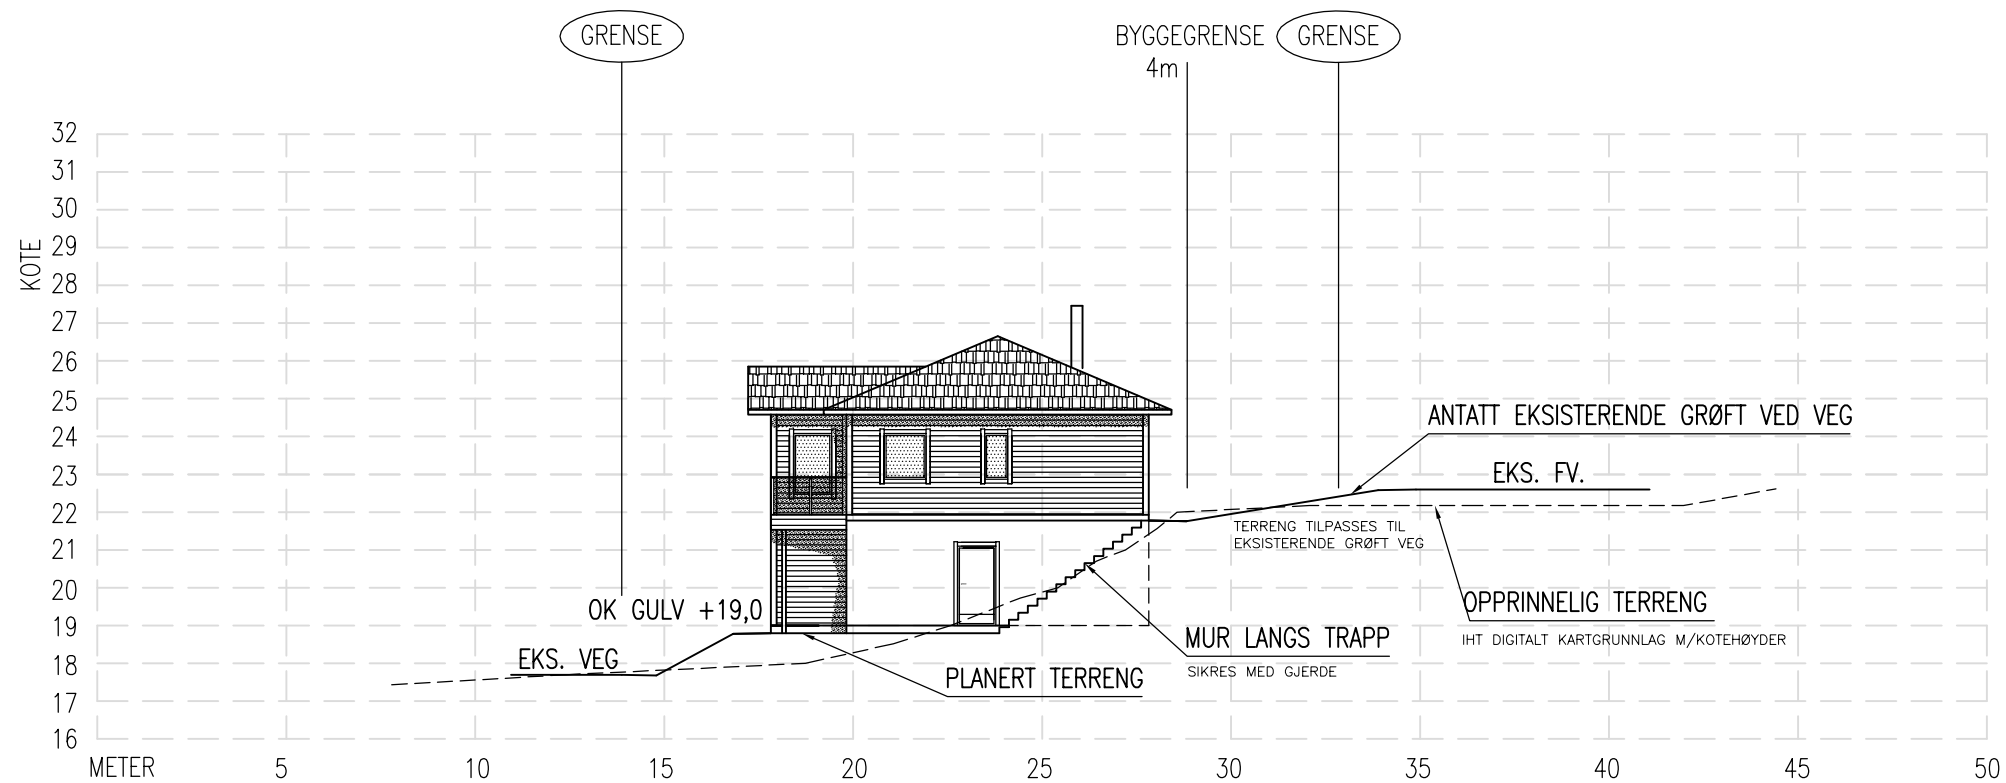 GRENSE
BYGGEGRENSE
4m
GRENSE
KOTE
32
31
30
29
28
27
26
25
24
23
22
21
20
19
18
17
16
ANTATT EKSISTERENDE GRØFT VED VEG
EKS. FV.
TERRENG TILPASSES TIL
EKSISTERENDE GRØFT VEG
OK GULV +19,0
OPPRINNELIG TERRENG
IHT DIGITALT KARTGRUNNLAG M/KOTEHØYDER
MUR LANGS TRAPP
SIKRES MED GJERDE
EKS. VEG
PLANERT TERRENG
METER 5 10 15 20 25 30 35 40 45 50